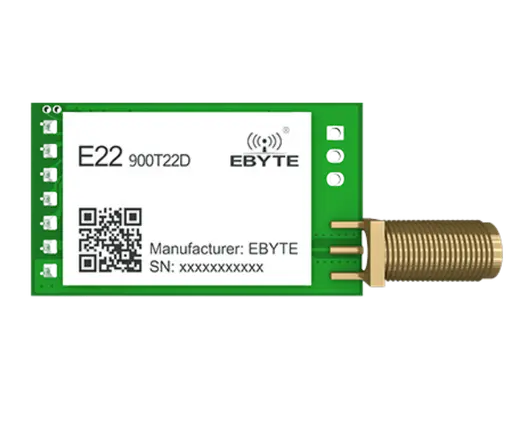 E22 900T22D
®
EBYTE
Manufacturer: EBYTE
SN: xxxxxxxxxxx